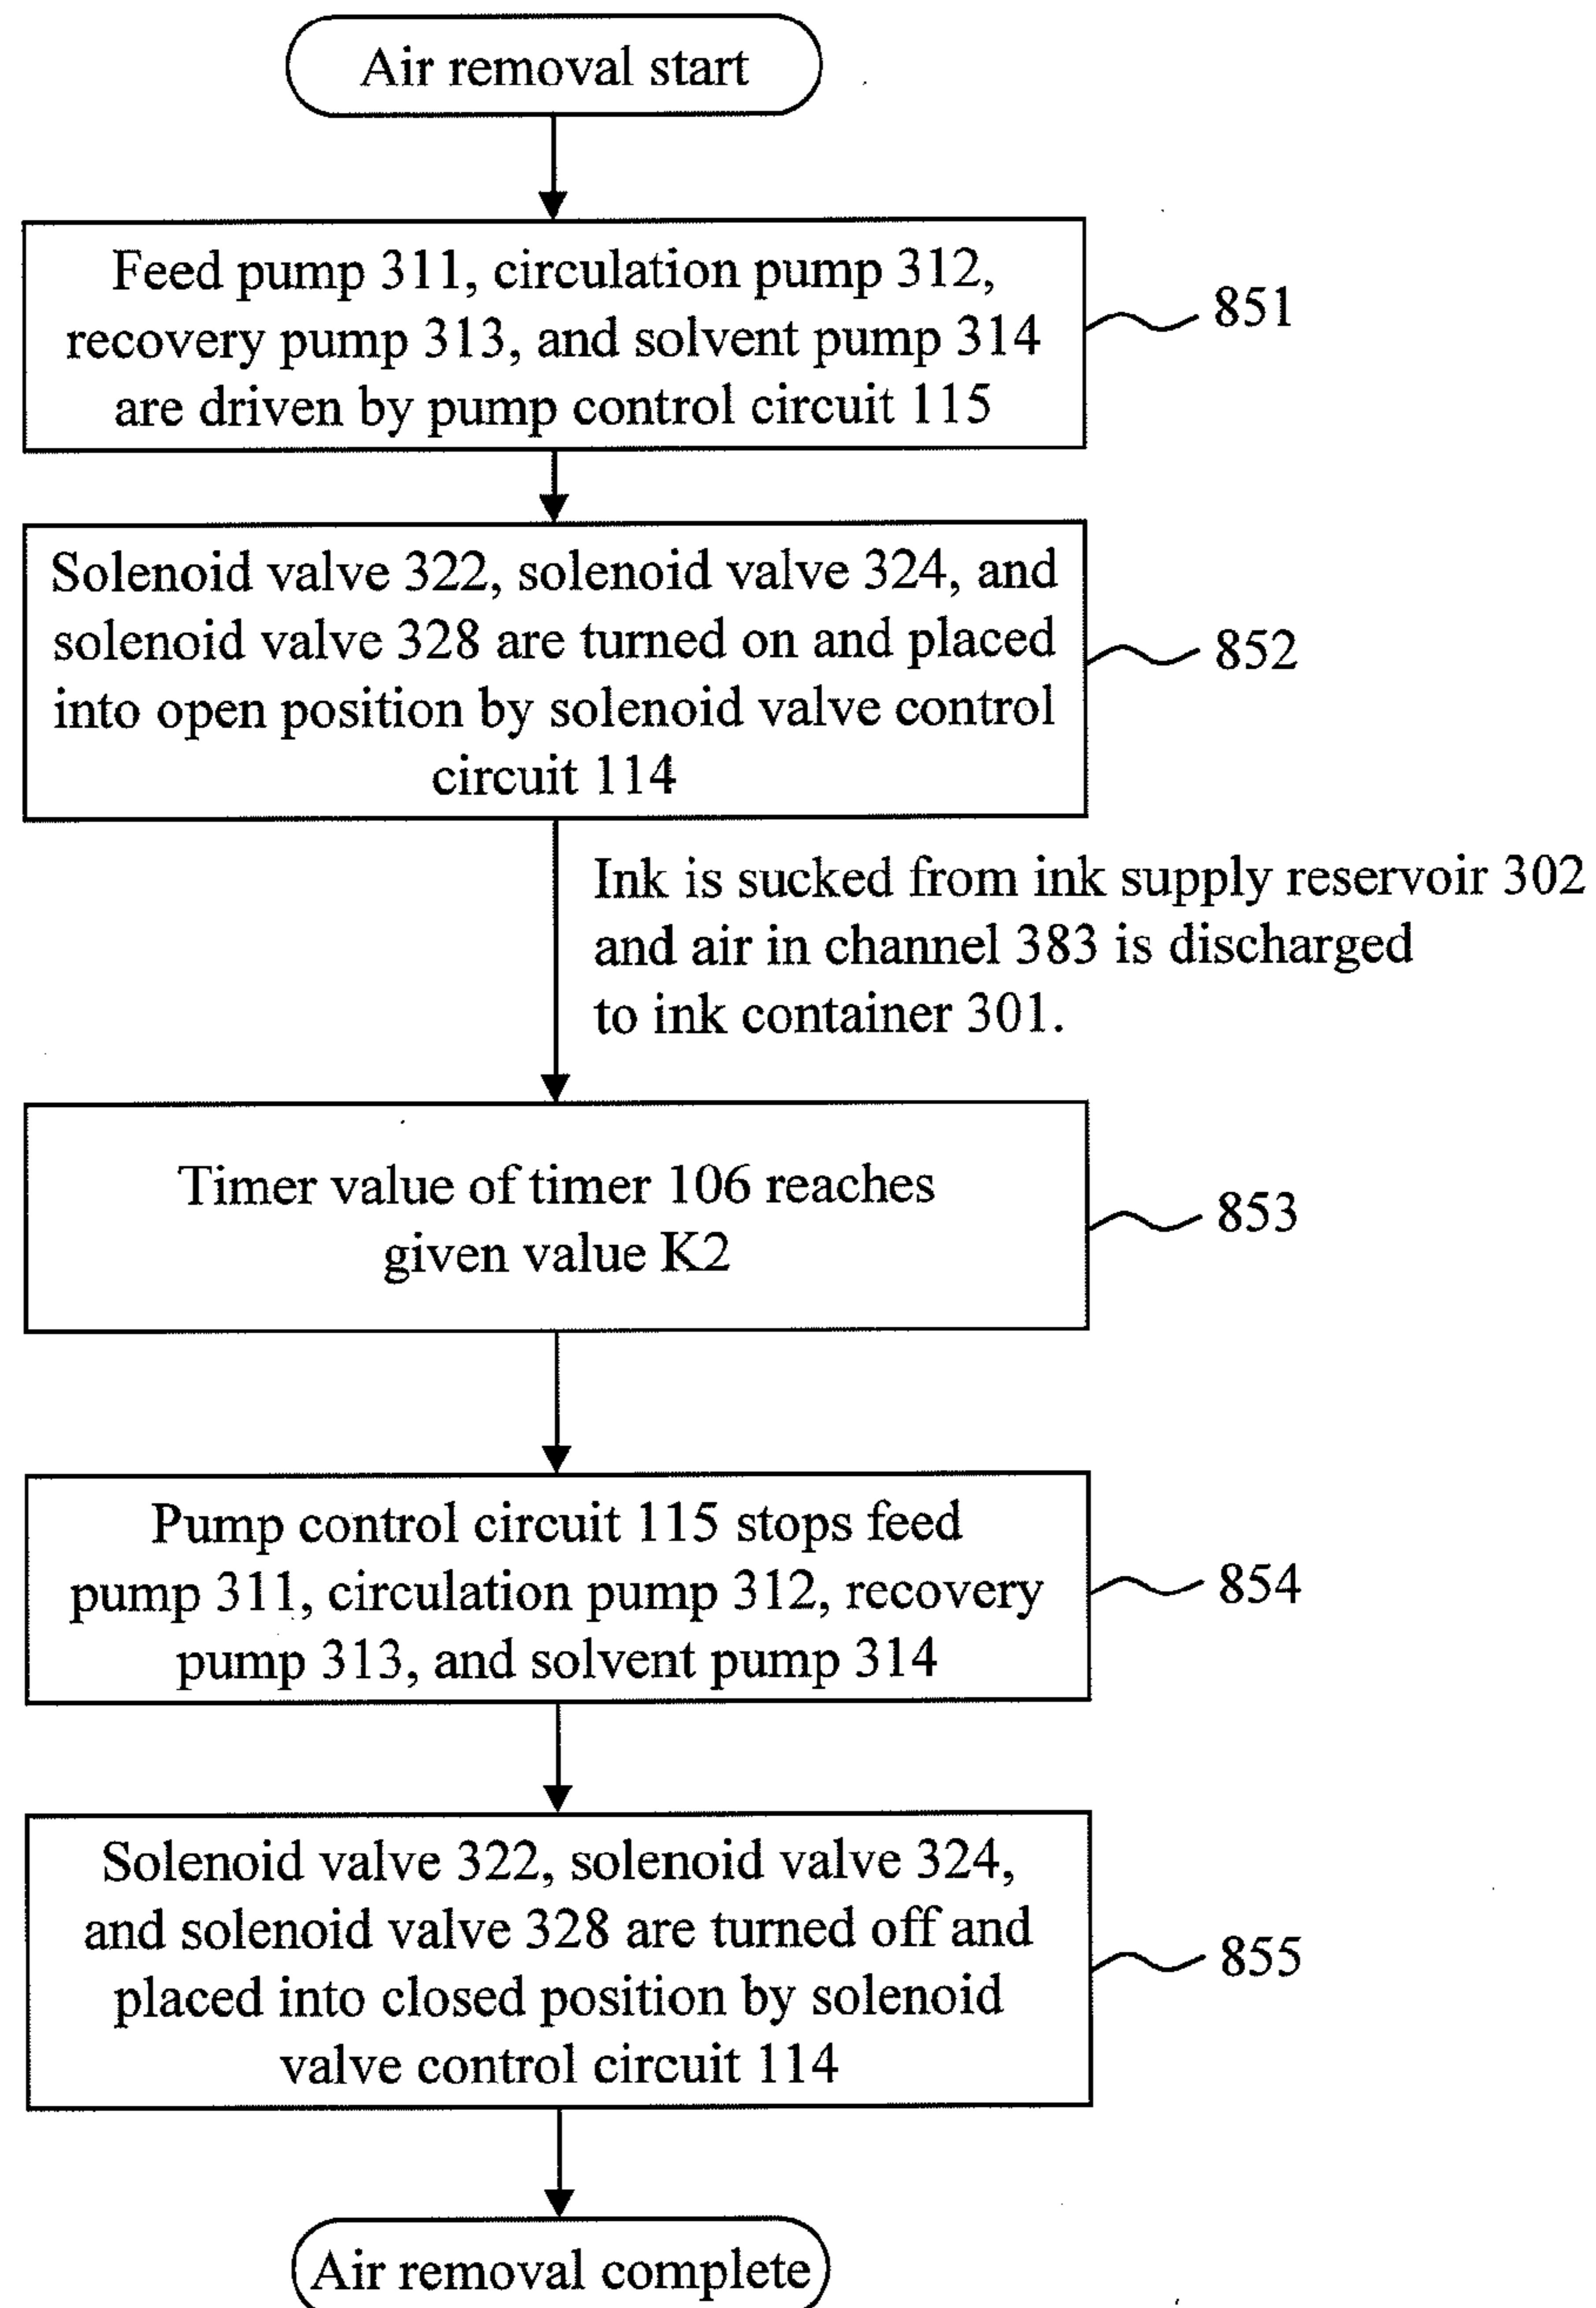 Air removal start
Feed pump 311, circulation pump 312,
recovery pump 313, and solvent pump 314
are driven by pump control circuit 115
851
Solenoid valve 322, solenoid valve 324, and
solenoid valve 328 are turned on and placed
into open position by solenoid valve control
circuit 114
852
Ink is sucked from ink supply reservoir 302
and air in channel 383 is discharged
to ink container 301.
Timer value of timer 106 reaches
given value K2
853
Pump control circuit 115 stops feed
pump 311, circulation pump 312, recovery
pump 313, and solvent pump 314
854
Solenoid valve 322, solenoid valve 324,
and solenoid valve 328 are turned off and
placed into closed position by solenoid
valve control circuit 114
855
Air removal complete